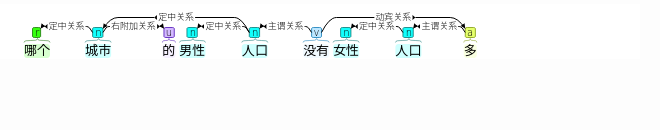 定中关系 动宾关系
定中关系 右附加关系 定中关系 主谓关系 定中关系 主谓关系
r n u n n v n n a
哪个 城市 的 男性 人口 没有 女性 人口 多